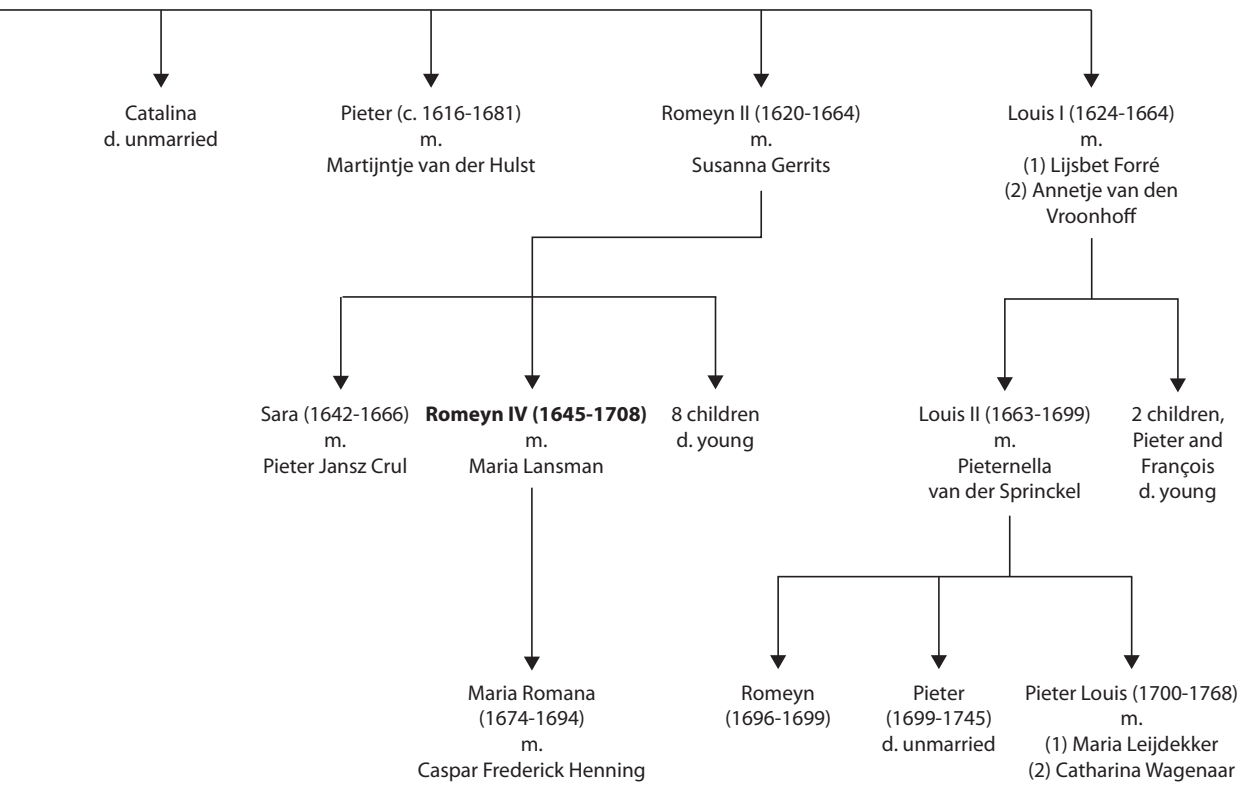 Catalina
d. unmarried
Pieter (c. 1616-1681)
m.
Martijntje van der Hulst
Romeyn II (1620-1664)
m.
Susanna Gerrits
Louis I (1624-1664)
m.
(1) Lijsbet Forré
(2) Annetje van den
Vroonhoff
Sara (1642-1666)
m.
Pieter Jansz Crul
Romeyn IV (1645-1708)
m.
Maria Lansman
8 children
d. young
Louis II (1663-1699)
m.
Pieternella
van der Sprinckel
2 children,
Pieter and
François
d. young
Maria Romana
(1674-1694)
m.
Caspar Frederick Henning
Romeyn
(1696-1699)
Pieter
(1699-1745)
d. unmarried
Pieter Louis (1700-1768)
m.
(1) Maria Leijdekker
(2) Catharina Wagenaar